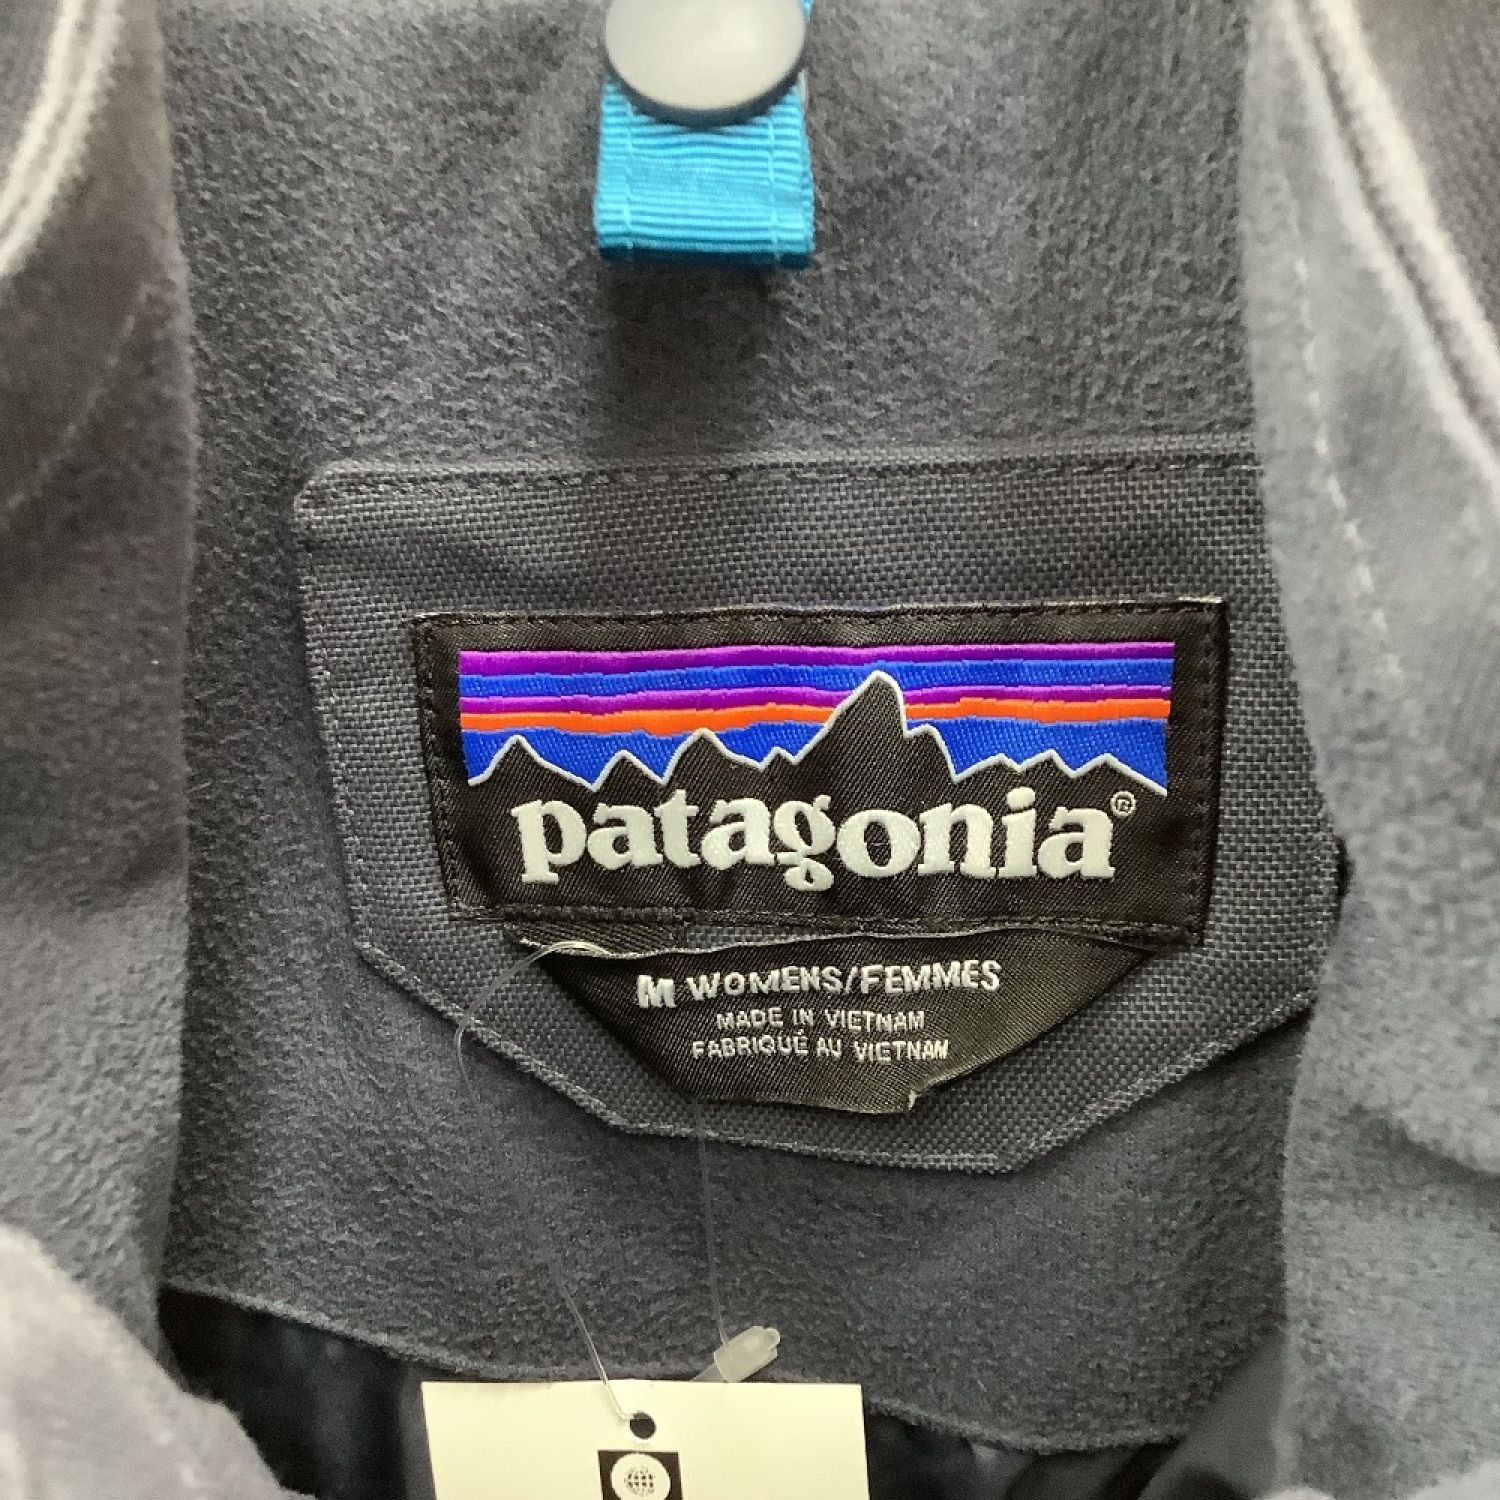 patagonia®
M WOMENS/FEMMES
MADE IN VIETNAM
FABRIQUÉ AU VIETNAM